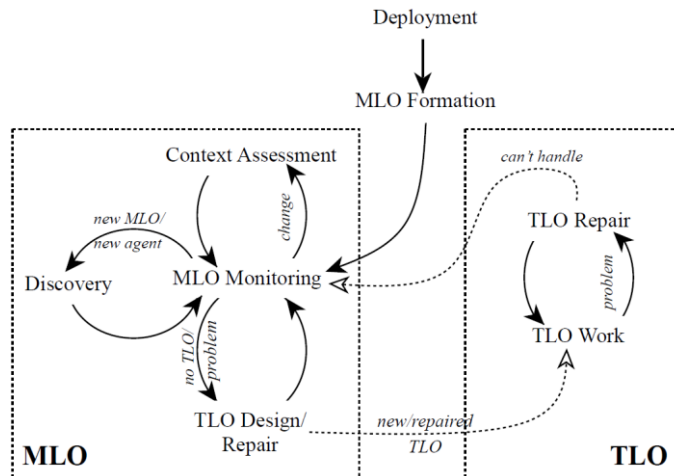 Deployment
MLO Formation
Context Assessment
can't handle
change
new MLO/
new agent
TLO Repair
Discovery
MLO Monitoring
problem
TLO Work
no TLO/
problem
TLO Design/
Repair
new/repaired
TLO
MLO
TLO